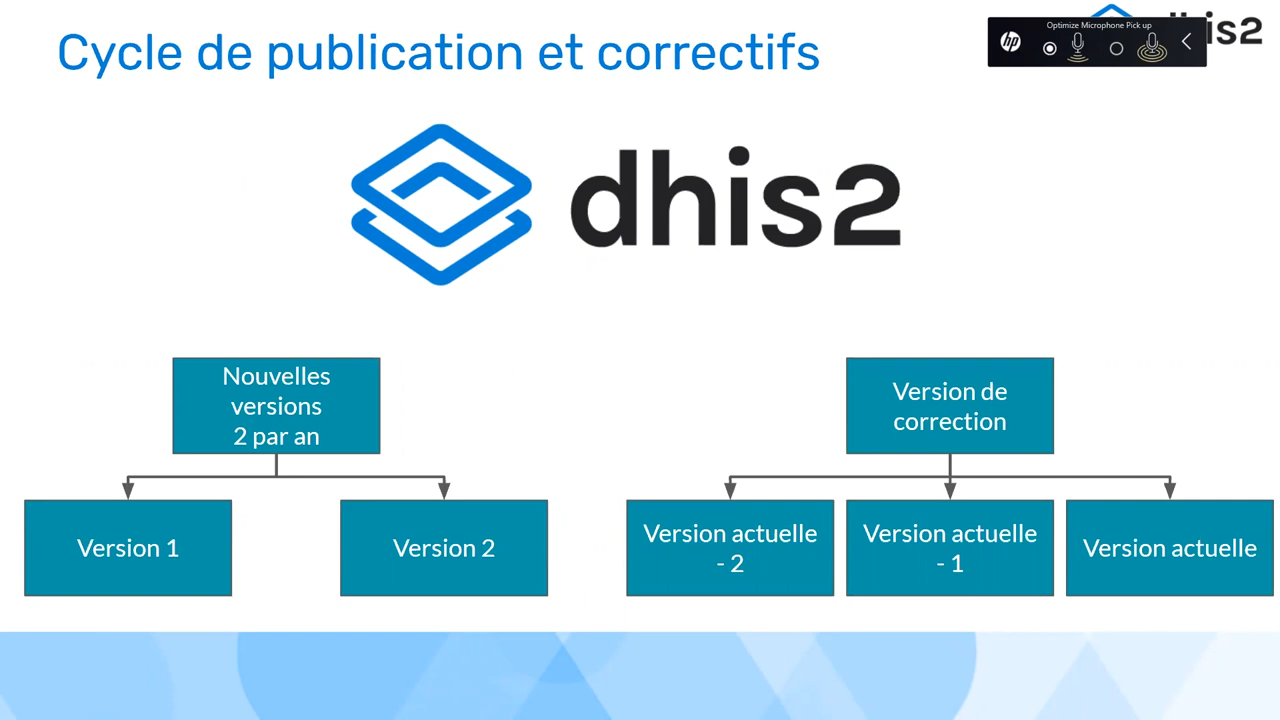 Cycle de publication et correctifs
Optimize Microphone Pick up
hp
dhis2
Nouvelles
versions
2 par an
Version de
correction
Version 1
Version 2
Version actuelle
- 2
Version actuelle
- 1
Version actuelle